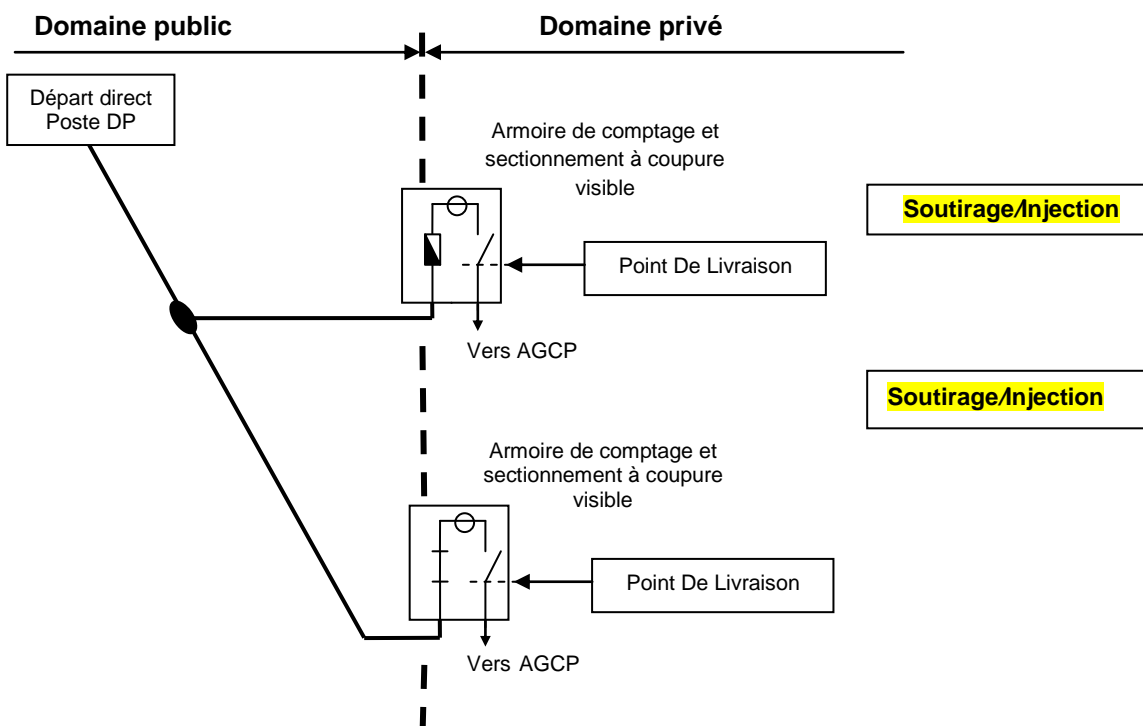 Domaine public
Domaine privé
Départ direct
Poste DP
Armoire de comptage et
sectionnement à coupure
visible
Soutirage/Injection
Point De Livraison
Vers AGCP
Soutirage/Injection
Armoire de comptage et
sectionnement à coupure
visible
Point De Livraison
Vers AGCP